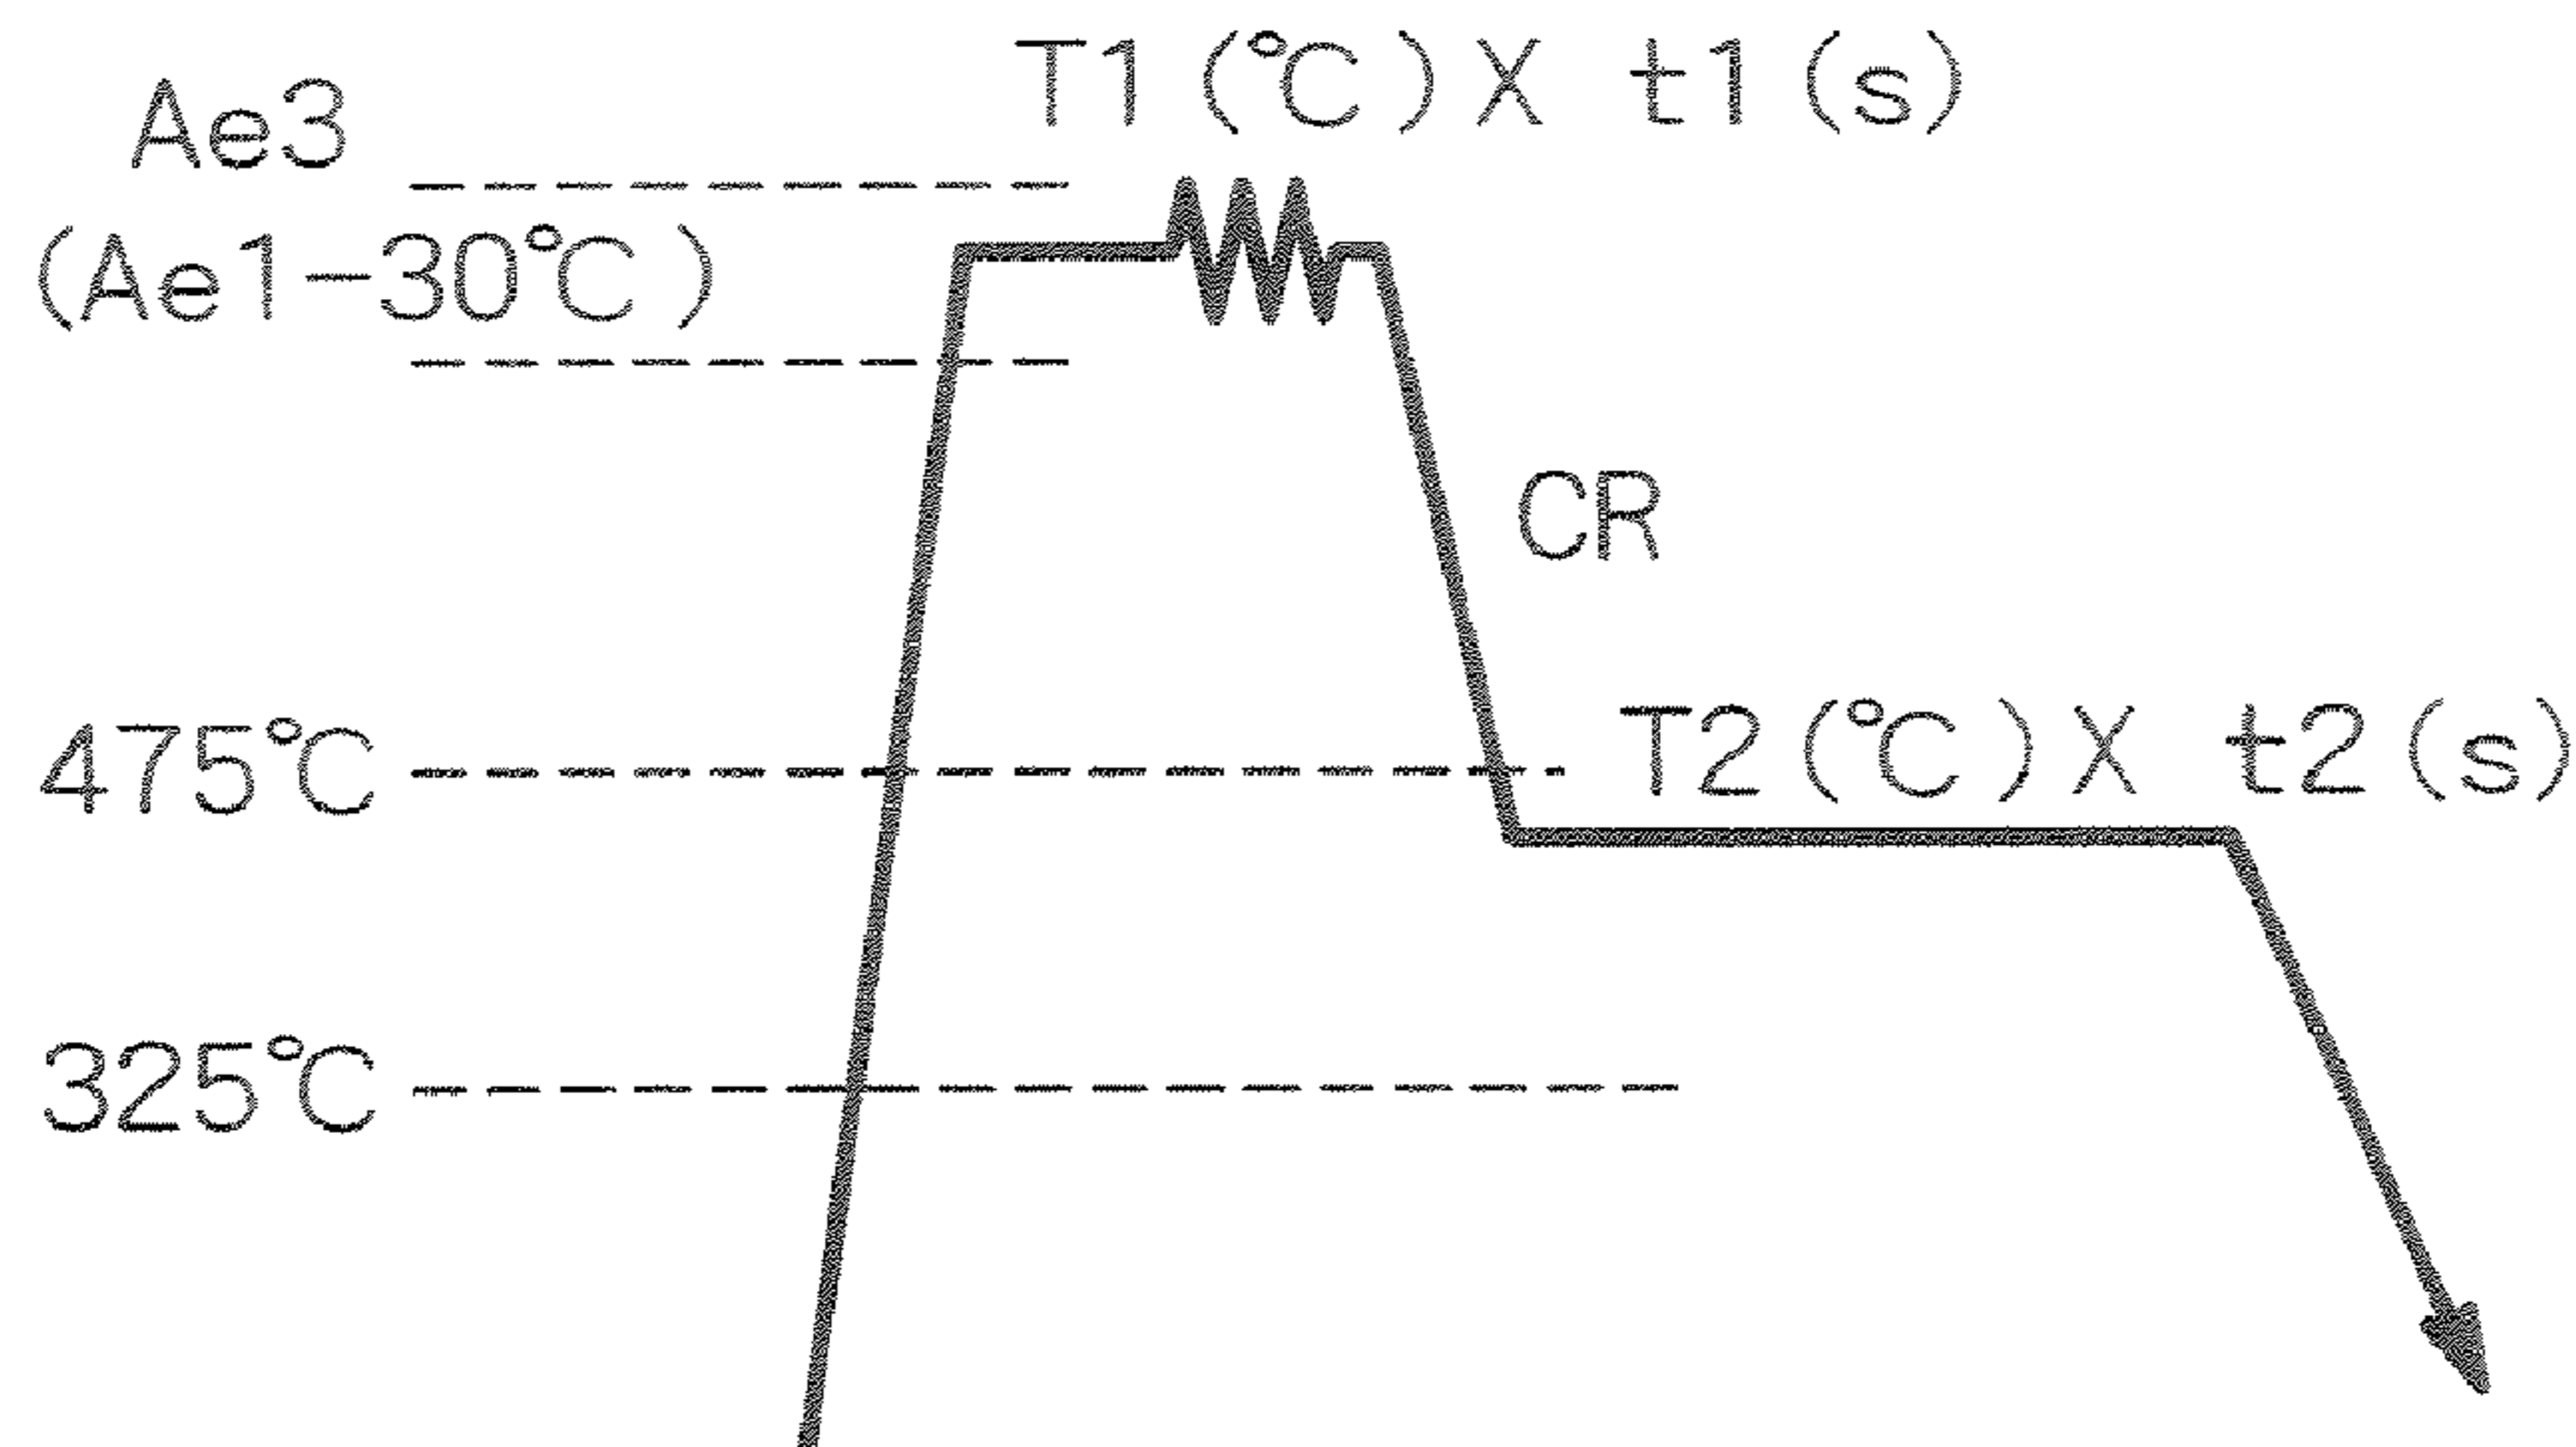 T1(℃)X t1(s)
Ae3
(Ae1-30℃)
CR
475℃
T2(℃)X t2(s)
325℃